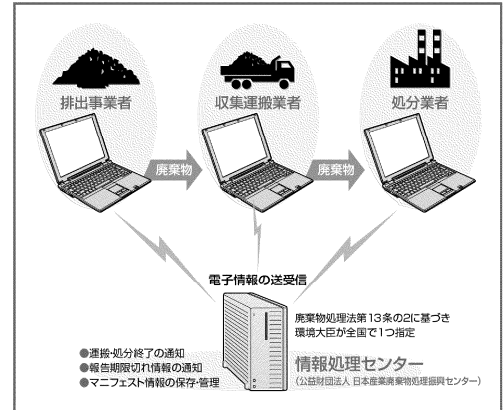 排出事業者
収集運搬業者
処分業者
廃棄物
廃棄物
電子情報の送受信
廃棄物処理法第13条の2に基づき
環境大臣が全国で1つ指定
●運搬・処分終了の通知
●報告期限切れ情報の通知
●マニフェスト情報の保存・管理
情報処理センター
(公益財団法人 日本産業廃棄物処理振興センター)